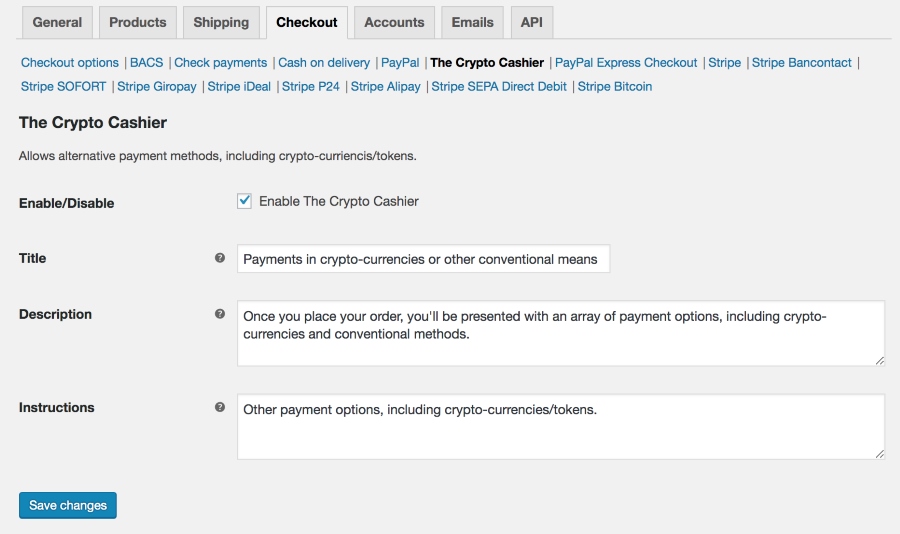 General Products Shipping Checkout Accounts Emails API
Checkout options | BACS | Check payments | Cash on delivery | PayPal | The Crypto Cashier | PayPal Express Checkout | Stripe | Stripe Bancontact |
Stripe SOFORT | Stripe Giropay | Stripe iDeal | Stripe P24 | Stripe Alipay | Stripe SEPA Direct Debit | Stripe Bitcoin
The Crypto Cashier
Allows alternative payment methods, including crypto-curriencis/tokens.
Enable/Disable Enable The Crypto Cashier
Title ? Payments in crypto-currencies or other conventional means
Description ? Once you place your order, you'll be presented with an array of payment options, including crypto-
currencies and conventional methods.
Instructions ? Other payment options, including crypto-currencies/tokens.
Save changes